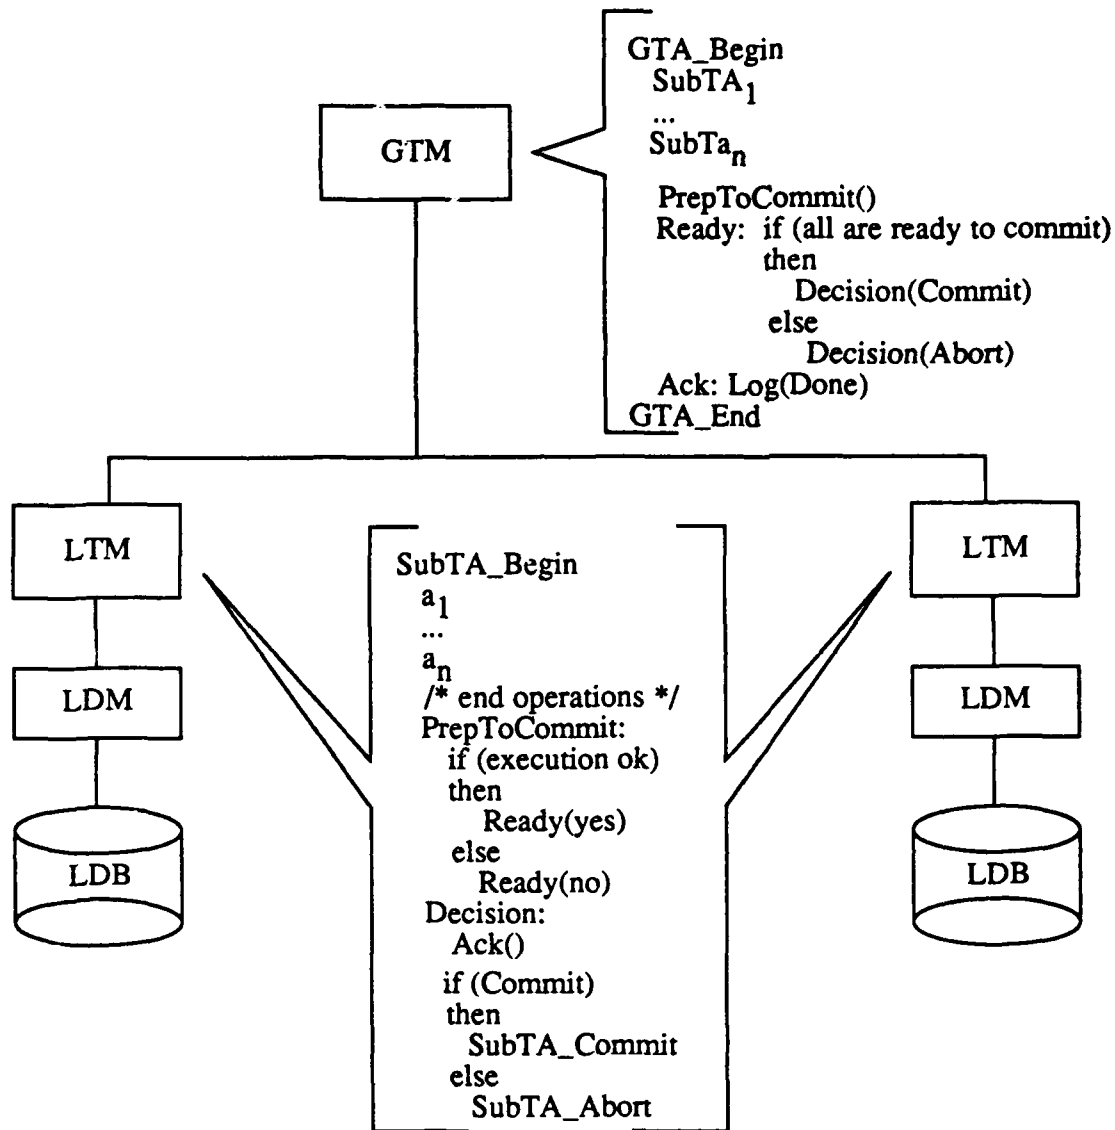 GTM
GTA_Begin
SubTA1
...
SubTan
PrepToCommit()
Ready: if (all are ready to commit)
then
Decision(Commit)
else
Decision(Abort)
Ack: Log(Done)
GTA_End
LTM
LDM
LDB
SubTA_Begin
a1
...
an
/* end operations */
PrepToCommit:
if (execution ok)
then
Ready(yes)
else
Ready(no)
Decision:
Ack()
if (Commit)
then
SubTA_Commit
else
SubTA_Abort
LTM
LDM
LDB